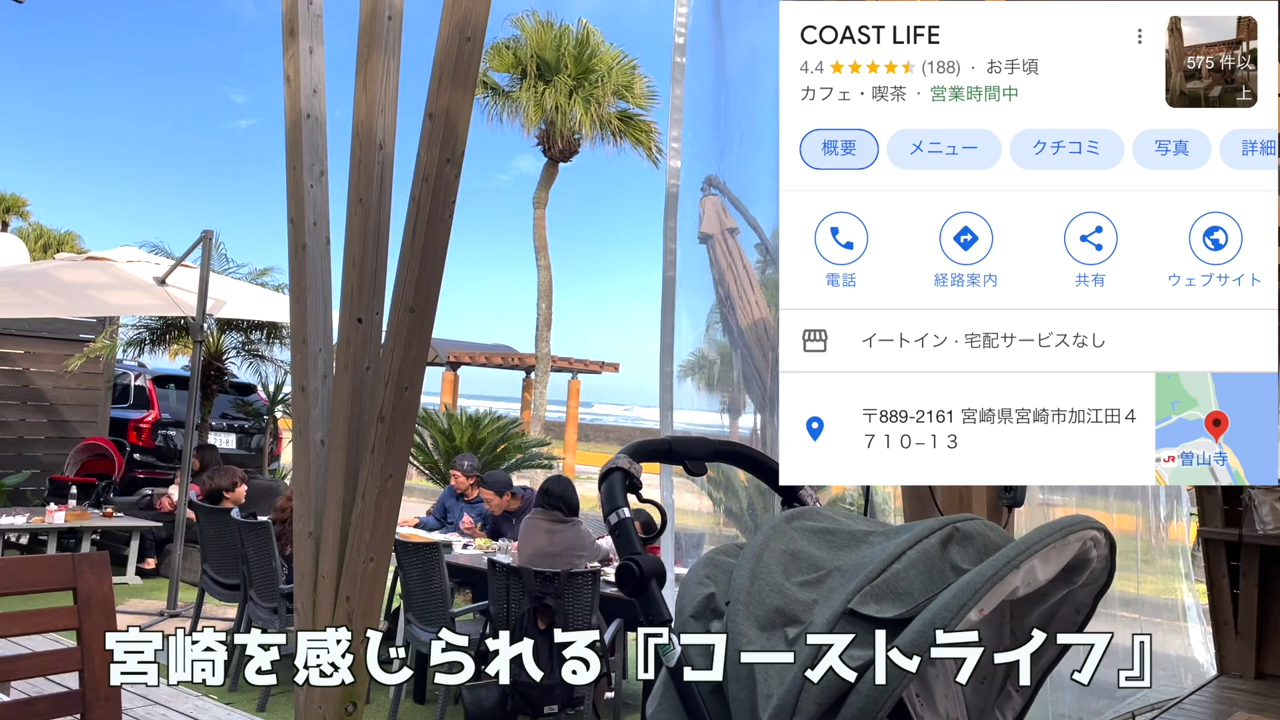 COAST LIFE
4.4 ★★★★★ (188) · お手頃
カフェ・喫茶 · 営業時間中
575 件以
上
概要
メニュー
クチコミ
写真
詳細
電話
経路案内
共有
ウェブサイト
イートイン · 宅配サービスなし
〒889-2161 宮崎県宮崎市加江田4
710−13
JR 曽山寺
宮崎を感じられる『コーストライフ』